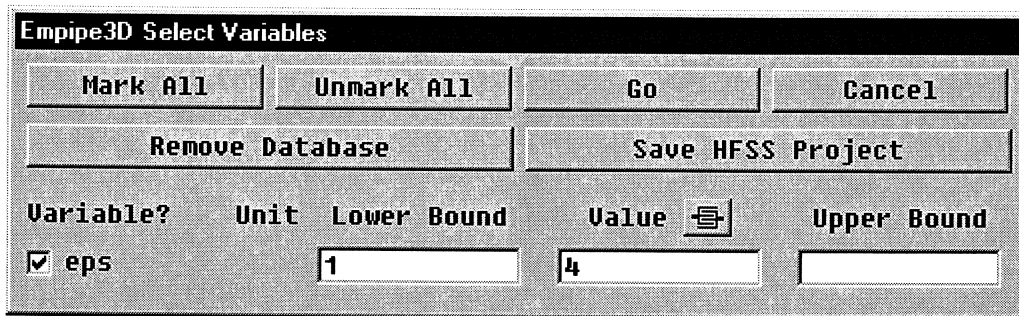 Empipe3D Select Variables
Mark All Unmark All Go Cancel
Remove Database Save HFSS Project
Variable? Unit Lower Bound Value Upper Bound
eps 1 4